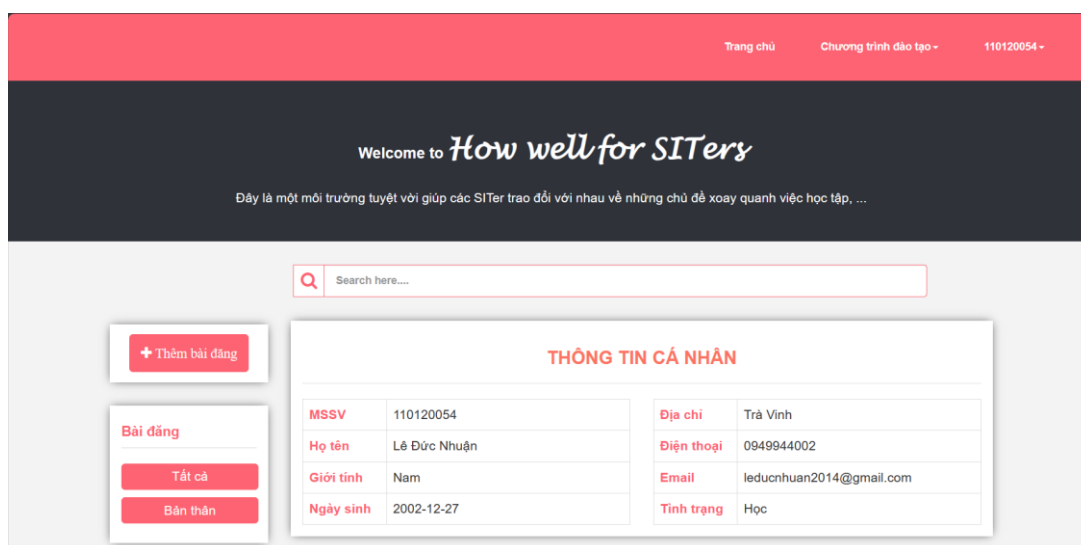 Trang chủ Chương trình đào tạo 110120054
Welcome to How well for SITers
Đây là một môi trường tuyệt vời giúp các SITer trao đổi với nhau về những chủ đề xoay quanh việc học tập, ...
Search here....
Thêm bài đăng
THÔNG TIN CÁ NHÂN
Bài đăng
Tất cả
Bản thân
MSSV 110120054
Họ tên Lê Đức Nhuận
Giới tính Nam
Ngày sinh 2002-12-27
Địa chỉ Trà Vinh
Điện thoại 0949944002
Email leducnhuan2014@gmail.com
Tình trạng Học